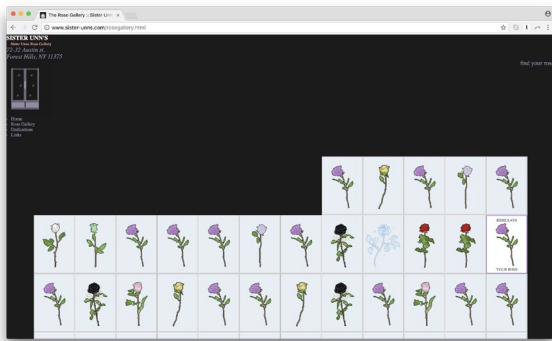 The Rose Gallery :: Sister Unn
www.sister-unns.com/rosegallery.html
SISTER UNN'S
Sister Unns Rose Gallery
72-32 Austin st.
Forest Hills, NY 11375
find your rose
Home
Rose Gallery
Dedications
Links
YOUR ROSE